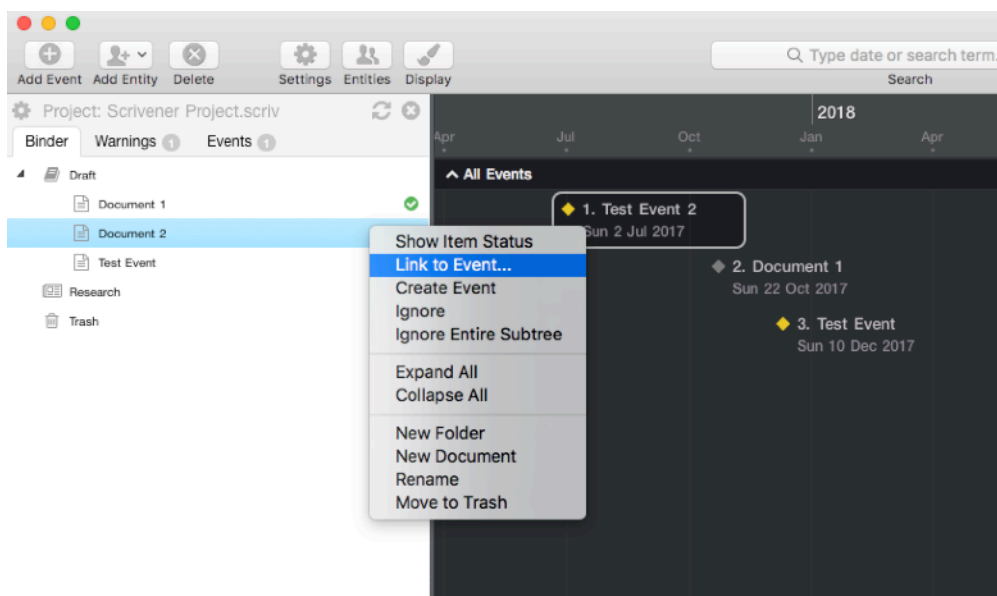 Add Event Add Entity Delete Settings Entities Display
Type date or search term.
Search
Project: Scrivener Project.scriv
Binder Warnings 1 Events 1
2018
Apr Jul Oct Jan Apr
Draft
Document 1
Document 2
Test Event
Research
Trash
All Events
1. Test Event 2
Sun 2 Jul 2017
2. Document 1
Sun 22 Oct 2017
3. Test Event
Sun 10 Dec 2017
Show Item Status
Link to Event...
Create Event
Ignore
Ignore Entire Subtree
Expand All
Collapse All
New Folder
New Document
Rename
Move to Trash